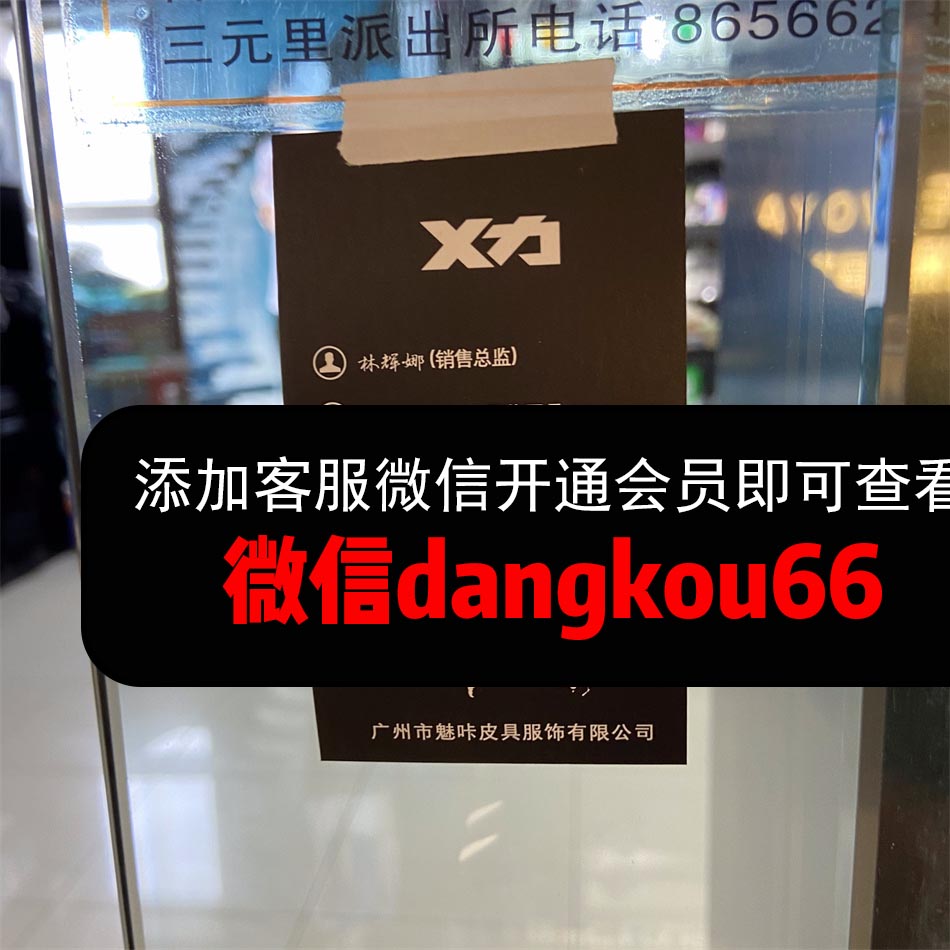 三元里派出所电话 865662
X力
林辉娜 (销售总监)
添加客服微信开通会员即可查看
微信dangkou66
广州市魅咔皮具服饰有限公司